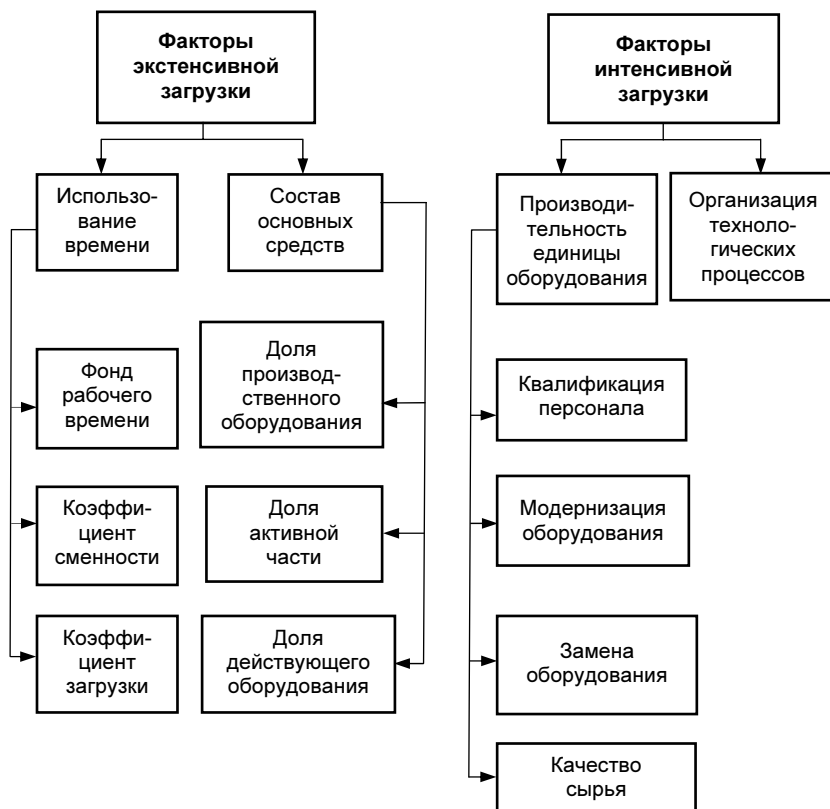 Факторы
экстенсивной
загрузки
Факторы
интенсивной
загрузки
Использо-
вание
времени
Состав
основных
средств
Производи-
тельность
единицы
оборудования
Организация
техноло-
гических
процессов
Фонд
рабочего
времени
Доля
производ-
ственного
оборудования
Квалификация
персонала
Коэффи-
циент
сменности
Доля
активной
части
Модернизация
оборудования
Коэффи-
циент
загрузки
Доля
действующего
оборудования
Замена
оборудования
Качество
сырья